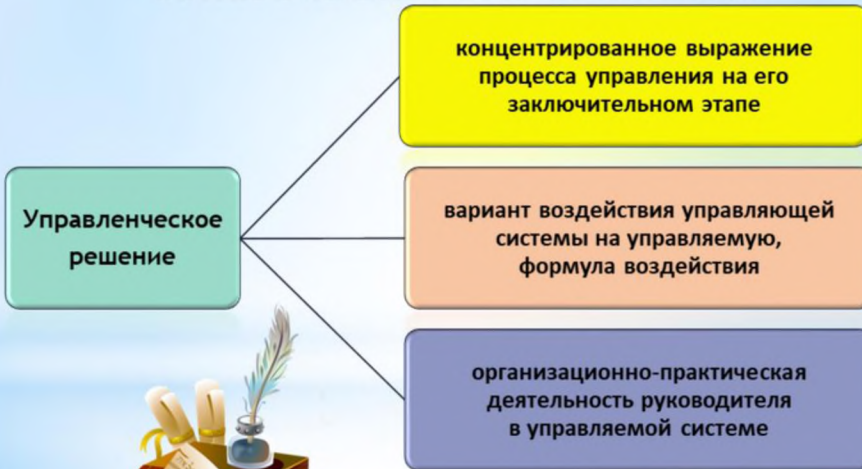 Управленческое
решение
концентрированное выражение
процесса управления на его
заключительном этапе
вариант воздействия управляющей
системы на управляемую,
формула воздействия
организационно-практическая
деятельность руководителя
в управляемой системе